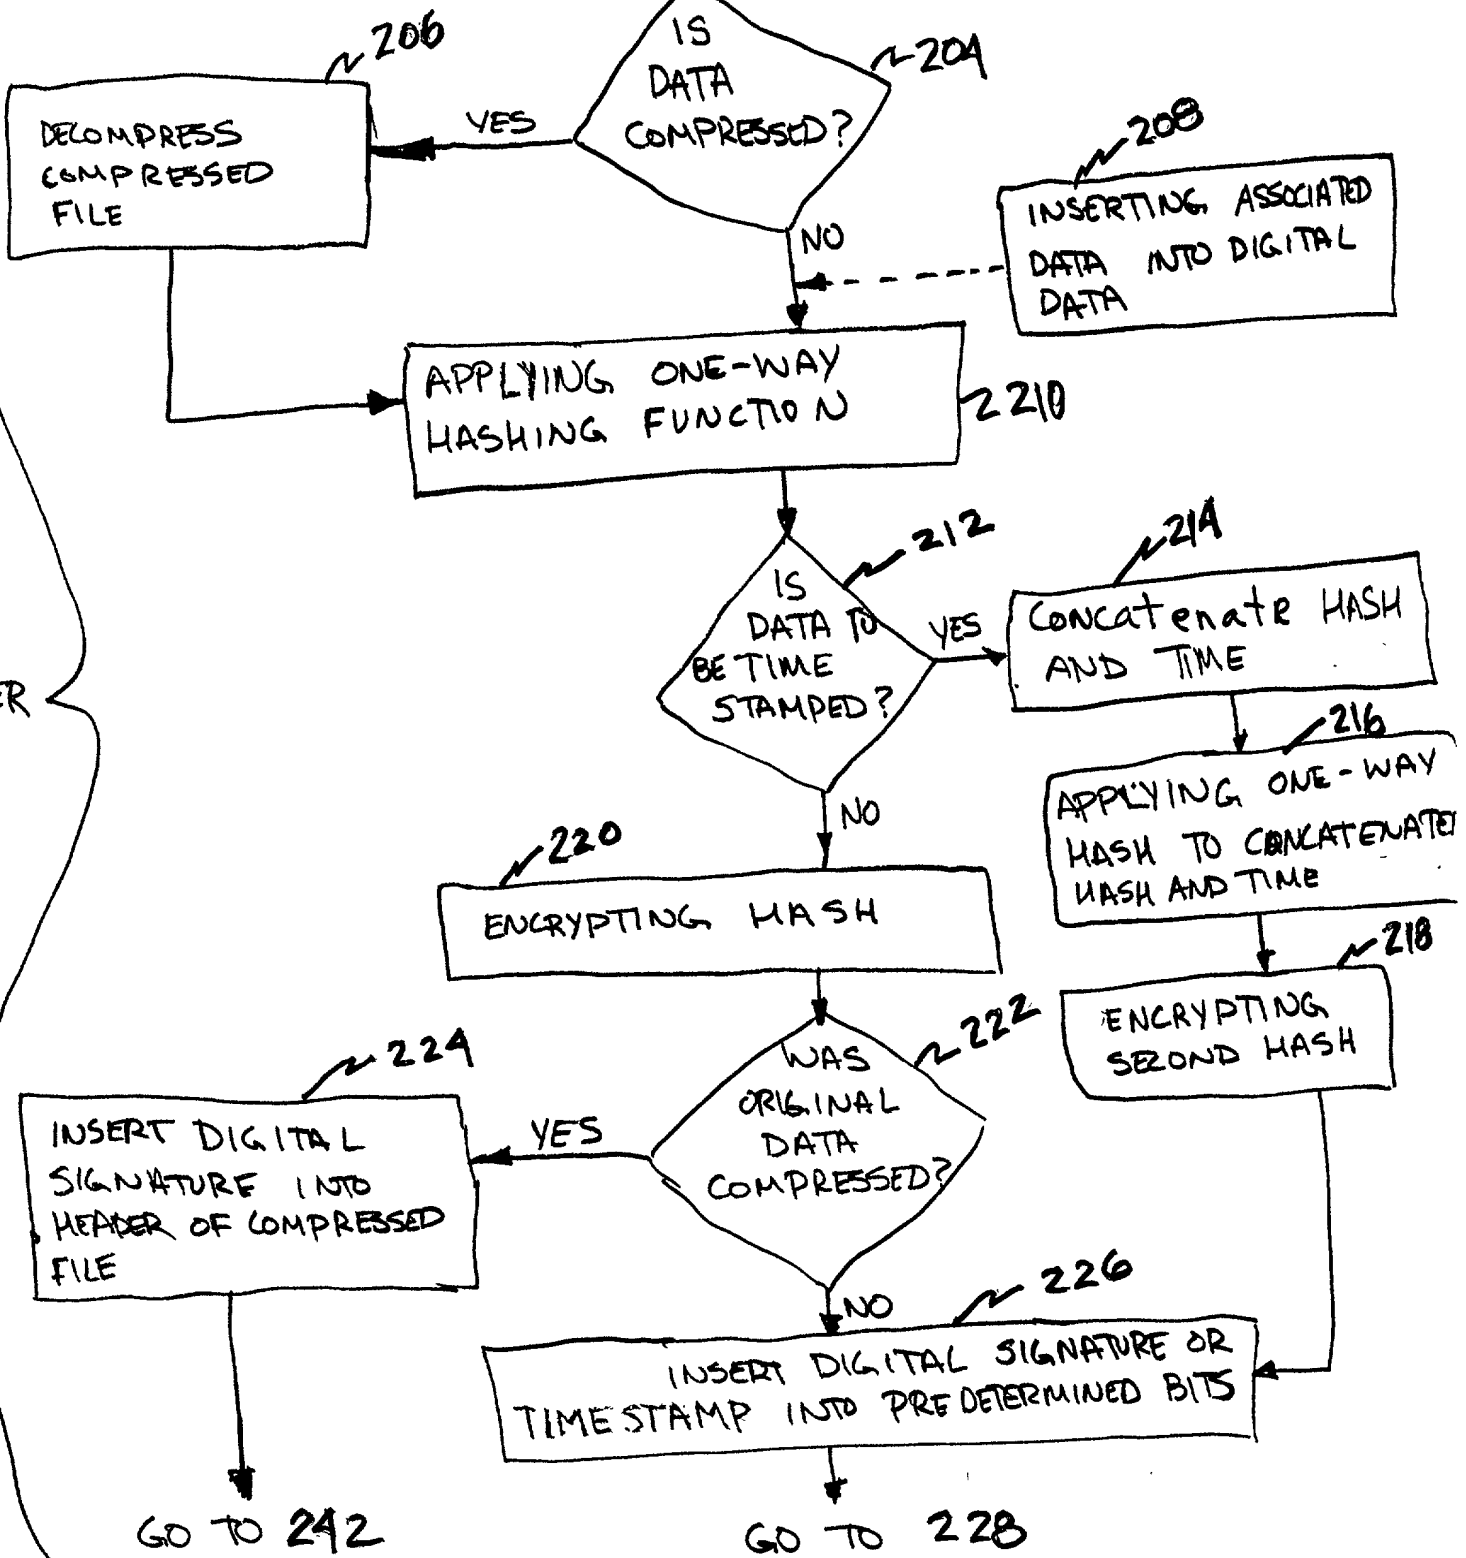 206
IS
DATA
COMPRESSED?
204
YES
DECOMPRESS
COMPRESSED
FILE
208
INSERTING ASSOCIATED
DATA INTO DIGITAL
DATA
NO
APPLYING ONE-WAY
HASHING FUNCTION
210
212
214
IS
DATA TO
BE TIME
STAMPED?
YES
CONCatenate HASH
AND TIME
ER
216
APPLYING ONE-WAY
HASH TO CONCATENATE
HASH AND TIME
NO
220
ENCRYPTING HASH
218
ENCRYPTING
SECOND HASH
222
WAS
ORIGINAL
DATA
COMPRESSED?
224
YES
INSERT DIGITAL
SIGNATURE INTO
HEADER OF COMPRESSED
FILE
NO
226
INSERT DIGITAL SIGNATURE OR
TIMESTAMP INTO PREDETERMINED BITS
GO TO 242
GO TO 228